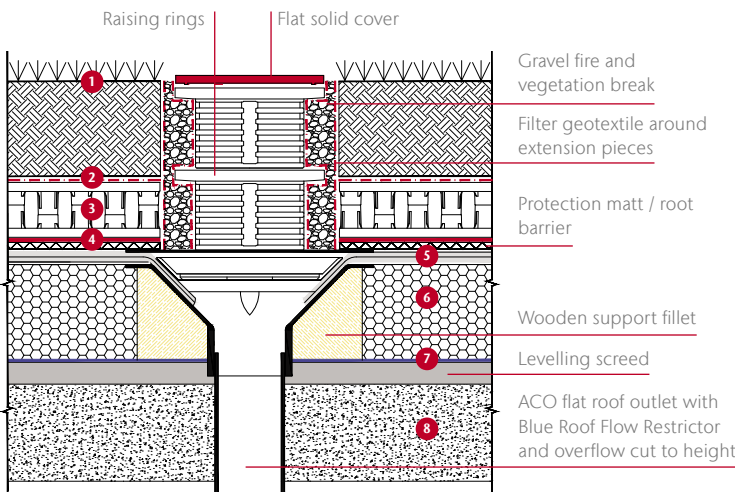 Raising rings
Flat solid cover
Gravel fire and
vegetation break
Filter geotextile around
extension pieces
Protection matt / root
barrier
Wooden support fillet
Levelling screed
ACO flat roof outlet with
Blue Roof Flow Restrictor
and overflow cut to height
1
2
3
4
5
6
7
8